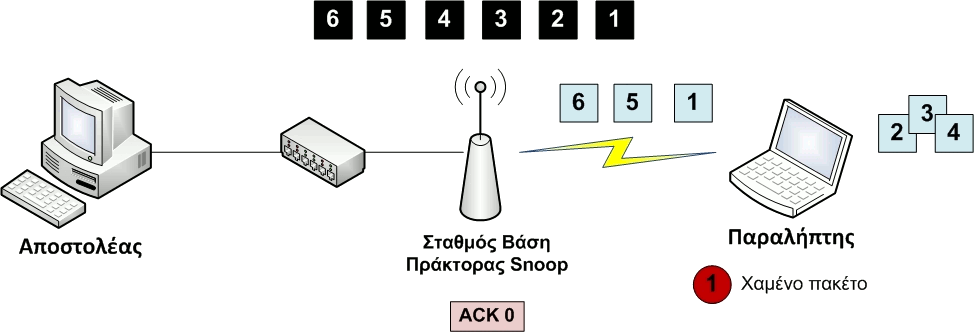 6 5 4 3 2 1
6 5 1
2 3 4
Αποστολέας
Σταθμός Βάση
Πράκτορας Snoop
Παραλήπτης
1 Χαμένο πακέτο
ACK 0